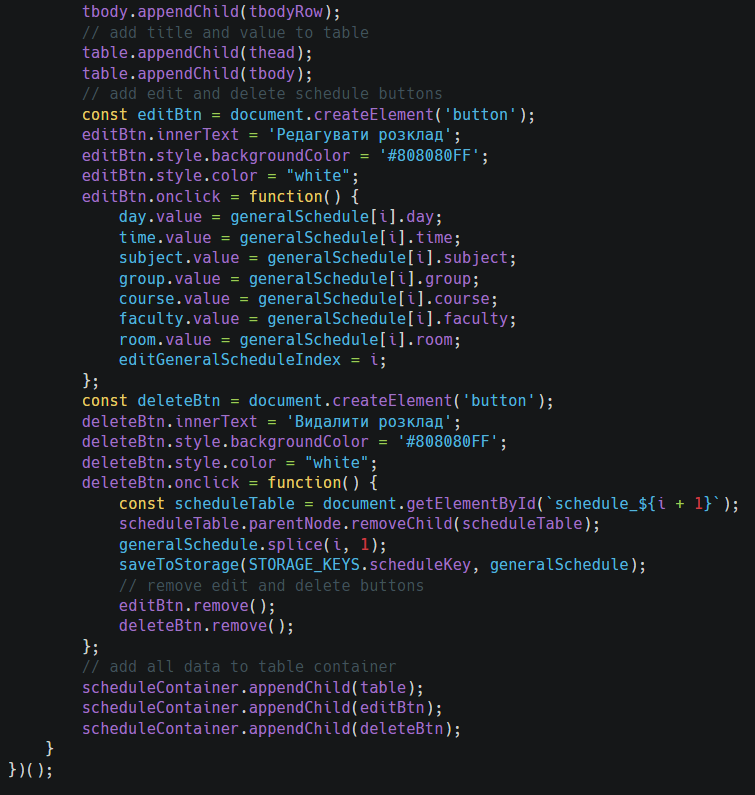 tbody.appendChild(tbodyRow);
// add title and value to table
table.appendChild(thead);
table.appendChild(tbody);
// add edit and delete schedule buttons
const editBtn = document.createElement('button');
editBtn.innerText = 'Редагувати розклад';
editBtn.style.backgroundColor = '#808080FF';
editBtn.style.color = "white";
editBtn.onclick = function() {
day.value = generalSchedule[i].day;
time.value = generalSchedule[i].time;
subject.value = generalSchedule[i].subject;
group.value = generalSchedule[i].group;
course.value = generalSchedule[i].course;
faculty.value = generalSchedule[i].faculty;
room.value = generalSchedule[i].room;
editGeneralScheduleIndex = i;
};
const deleteBtn = document.createElement('button');
deleteBtn.innerText = 'Видалити розклад';
deleteBtn.style.backgroundColor = '#808080FF';
deleteBtn.style.color = "white";
deleteBtn.onclick = function() {
const scheduleTable = document.getElementById(`schedule_${i + 1}`);
scheduleTable.parentNode.removeChild(scheduleTable);
generalSchedule.splice(i, 1);
saveToStorage(STORAGE_KEYS.scheduleKey, generalSchedule);
// remove edit and delete buttons
editBtn.remove();
deleteBtn.remove();
};
// add all data to table container
scheduleContainer.appendChild(table);
scheduleContainer.appendChild(editBtn);
scheduleContainer.appendChild(deleteBtn);
}
})();